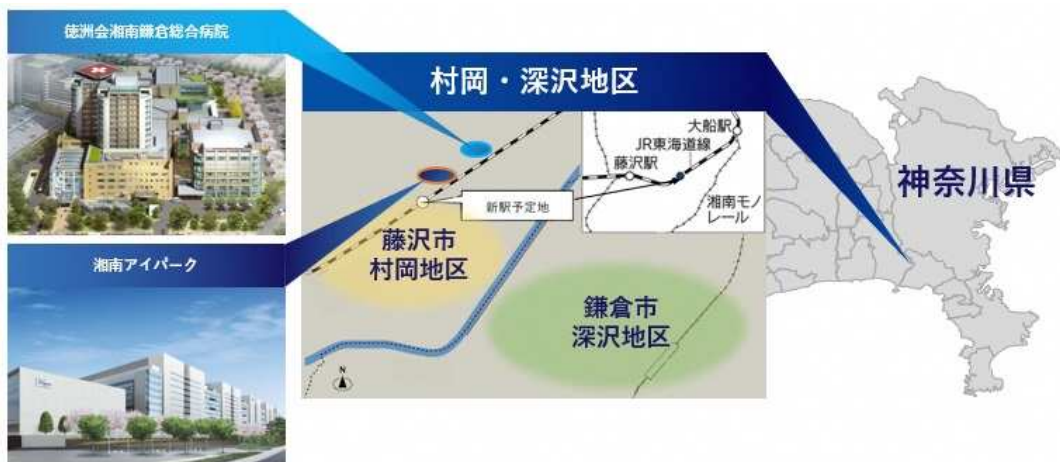 徳洲会湘南鎌倉総合病院
村岡・深沢地区
大船駅
JR東海道線
藤沢駅
湘南モノ
レール
新駅予定地
神奈川県
藤沢市
村岡地区
湘南アイパーク
鎌倉市
深沢地区
N